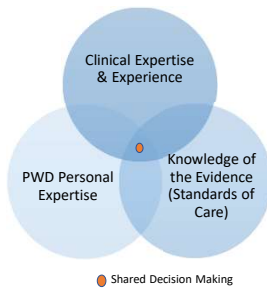 Clinical Expertise
& Experience
PWD Personal
Expertise
Knowledge of
the Evidence
(Standards of
Care)
Shared Decision Making